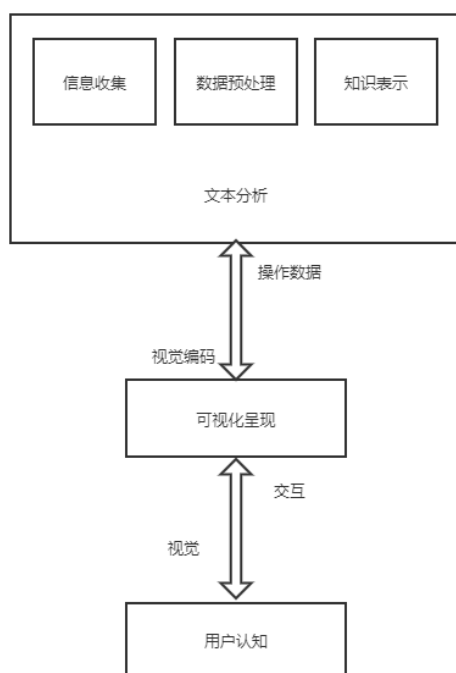 信息收集
数据预处理
知识表示
文本分析
操作数据
视觉编码
可视化呈现
交互
视觉
用户认知